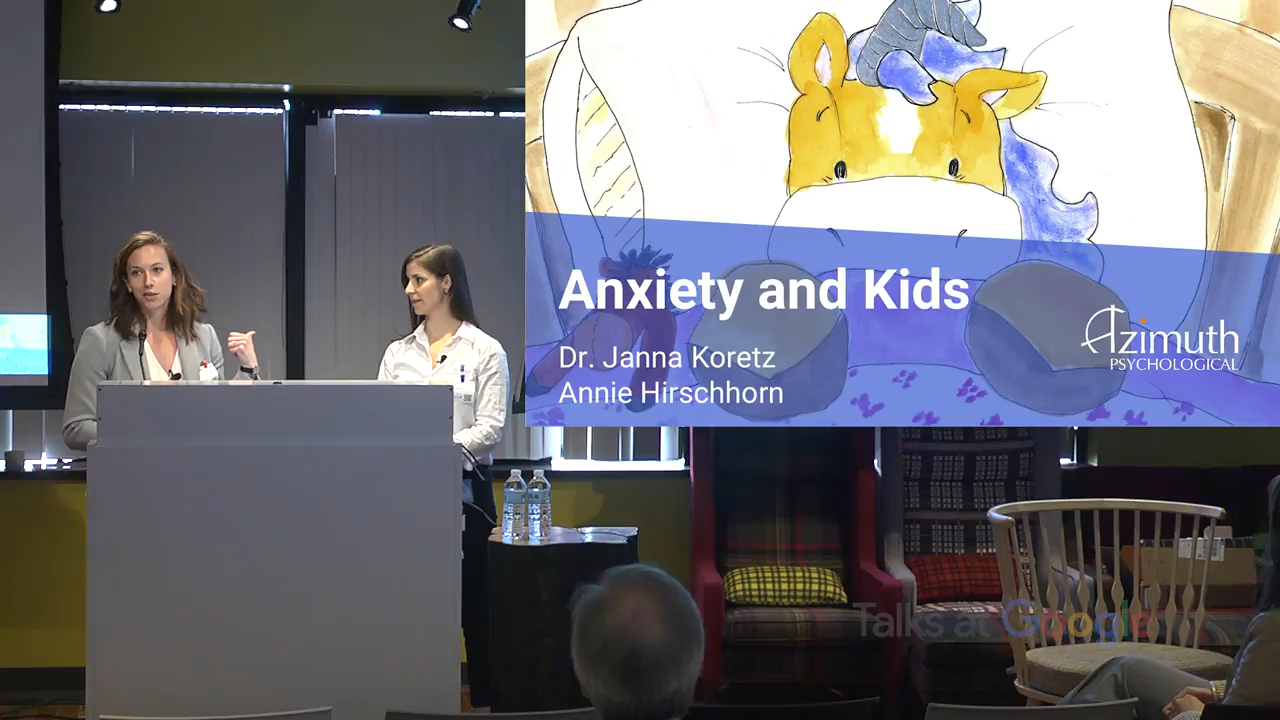 Anxiety and Kids
Dr. Janna Koretz
Annie Hirschhorn
Azimuth
PSYCHOLOGICAL
Talks at Google